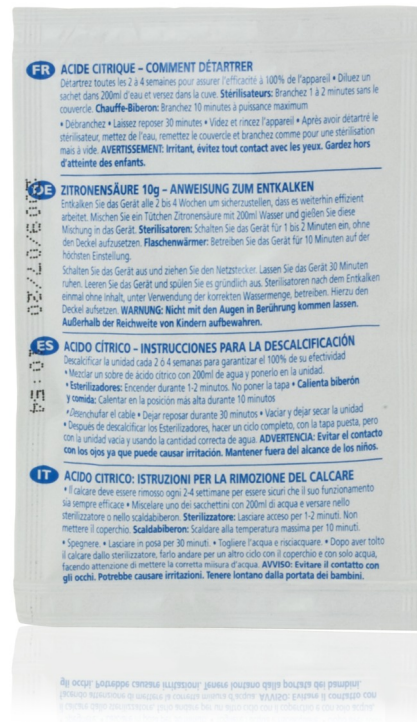 FR ACIDE CITRIQUE – COMMENT DÉTARTRER
Détartrez toutes les 2 à 4 semaines pour assurer l'efficacité à 100% de l'appareil • Diluez un
sachet dans 200ml d'eau et versez dans la cuve. Stérilisateurs: Branchez 1 à 2 minutes sans le
couvercle. Chauffe-Biberon: Branchez 10 minutes à puissance maximum
• Débranchez • Laissez reposer 30 minutes • Videz et rincez l'appareil • Après avoir détartré le
stérilisateur, mettez de l'eau, remettez le couvercle et branchez comme pour une stérilisation
mais à vide. AVERTISSEMENT: Irritant, évitez tout contact avec les yeux. Gardez hors
d'atteinte des enfants.
DE ZITRONENSÄURE 10g – ANWEISUNG ZUM ENTKALKEN
Entkalken Sie das Gerät alle 2 bis 4 Wochen um sicherzustellen, dass es weiterhin effizient
arbeitet. Mischen Sie ein Tütchen Zitronensäure mit 200ml Wasser und gießen Sie diese
Mischung in das Gerät. Sterilisatoren: Schalten Sie das Gerät für 1 bis 2 Minuten ein, ohne
den Deckel aufzusetzen. Flaschenwärmer: Betreiben Sie das Gerät für 10 Minuten auf der
höchsten Einstellung.
Schalten Sie das Gerät aus und ziehen Sie den Netzstecker. Lassen Sie das Gerät 30 Minuten
ruhen. Leeren Sie das Gerät und spülen Sie es gründlich aus. Sterilisatoren nach dem Entkalken
einmal ohne Inhalt, unter Verwendung der korrekten Wassermenge, betreiben. Hierzu den
Deckel aufsetzen. WARNUNG: Nicht mit den Augen in Berührung kommen lassen.
Außerhalb der Reichweite von Kindern aufbewahren.
ES ACIDO CÍTRICO – INSTRUCCIONES PARA LA DESCALCIFICACIÓN
Descalcificar la unidad cada 2 ó 4 semanas para garantizar el 100% de su efectividad
• Mezclar un sobre de ácido cítrico con 200ml de agua y ponerlo en la unidad.
• Esterilizadores: Encender durante 1-2 minutos. No poner la tapa • Calienta biberón
y comida: Calentar en la posición más alta durante 10 minutos
• Desenchufar el cable • Dejar reposar durante 30 minutos • Vaciar y dejar secar la unidad
• Después de descalcificar los Esterilizadores, hacer un ciclo completo, con la tapa puesta, pero
con la unidad vacia y usando la cantidad correcta de agua. ADVERTENCIA: Evitar el contacto
con los ojos ya que puede causar irritación. Mantener fuera del alcance de los niños.
IT ACIDO CITRICO: ISTRUZIONI PER LA RIMOZIONE DEL CALCARE
• Il calcare deve essere rimosso ogni 2-4 settimane per essere sicuri che il suo funzionamento
sia sempre efficace • Miscelare uno dei sacchettini con 200ml di acqua e versare nello
sterilizzatore o nello scaldabiberon. Sterilizzatore: Lasciare acceso per 1-2 minuti. Non
mettere il coperchio. Scaldabiberon: Scaldare alla temperatura massima per 10 minuti.
• Spegnere. • Lasciare in posa per 30 minuti. • Togliere l'acqua e risciacquare. • Dopo aver tolto
il calcare dallo sterilizzatore, farlo andare per un altro ciclo con il coperchio e con solo acqua,
facendo attenzione di mettere la corretta misura d'acqua. AVVISO: Evitare il contatto con
gli occhi. Potrebbe causare irritazioni. Tenere lontano dalla portata dei bambini.